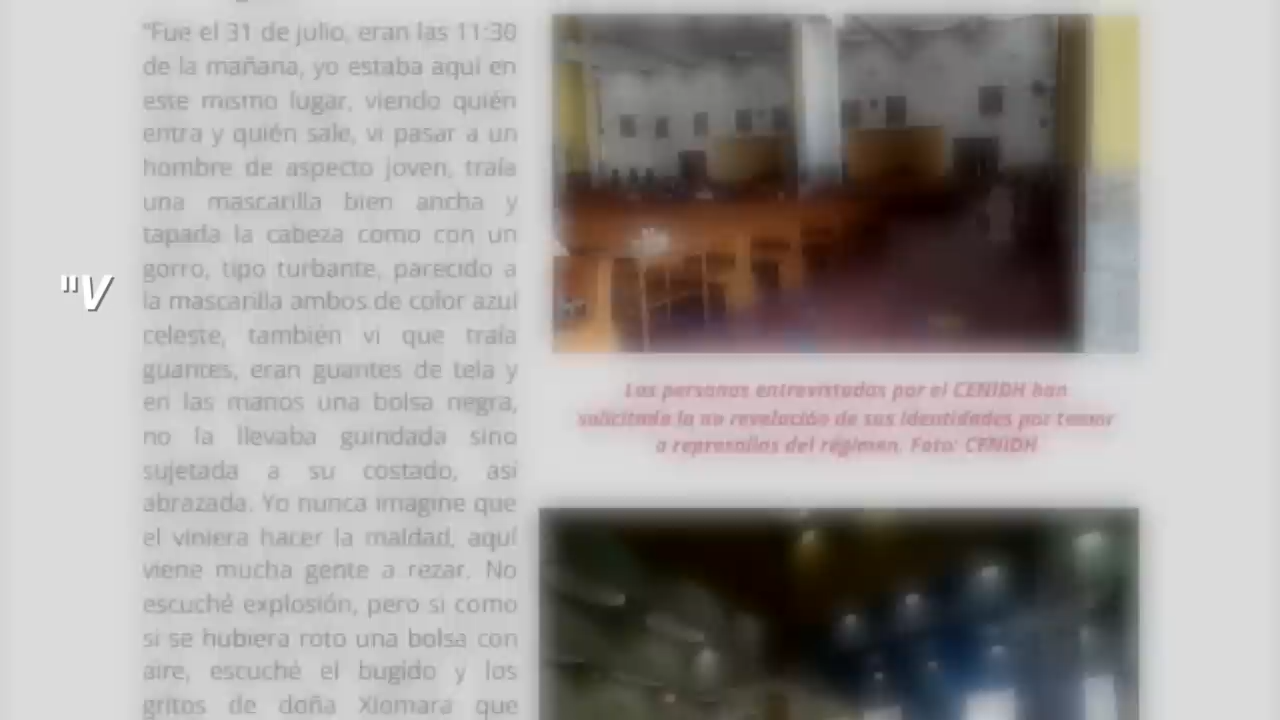 "Fue el 31 de julio, eran las 11:30
de la mañana, yo estaba aquí en
este mismo lugar, viendo quién
entra y quién sale, vi pasar a un
hombre de aspecto joven, traía
una mascarilla bien ancha y
tapada la cabeza como con un
gorro, tipo turbante, parecido a
la mascarilla ambos de color azul
celeste, también vi que traía
guantes, eran guantes de tela y
en las manos una bolsa negra,
no la llevaba guindada sino
sujetada a su costado, así
abrazada. Yo nunca imagine que
el viniera hacer la maldad, aquí
viene mucha gente a rezar. No
escuché explosión, pero si como
si se hubiera roto una bolsa con
aire, escuché el bugido y los
gritos de doña Xiomara que
"V
Las personas entrevistadas por el CENIDH han
solicitado la no revelación de sus identidades por temor
a represalias del régimen. Foto: CENIDH